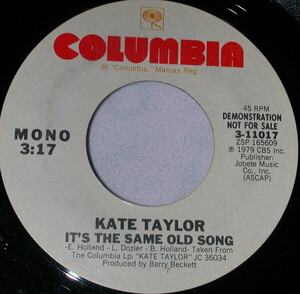 COLUMBIA
® "Columbia," Marcas Reg.
45 RPM
DEMONSTRATION
NOT FOR SALE
3-11017
ZSP 165609
℗ 1979 CBS Inc.
Publisher:
Jobete Music
Co., Inc.
(ASCAP)
MONO
3:17
KATE TAYLOR
IT'S THE SAME OLD SONG
-E. Holland - L. Dozier - B. Holland- Taken From
The Columbia Lp: "KATE TAYLOR" JC 36034
Produced by Barry Beckett